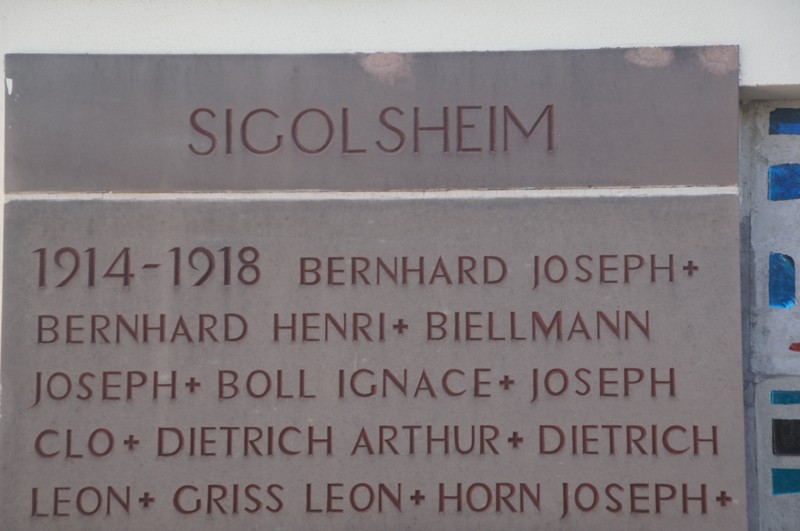 SIGOLSHEIM
1914-1918 BERNHARD JOSEPH+
BERNHARD HENRI+ BIELLMANN
JOSEPH+ BOLL IGNACE+ JOSEPH
CLO+ DIETRICH ARTHUR+ DIETRICH
LEON+ GRISS LEON+ HORN JOSEPH+